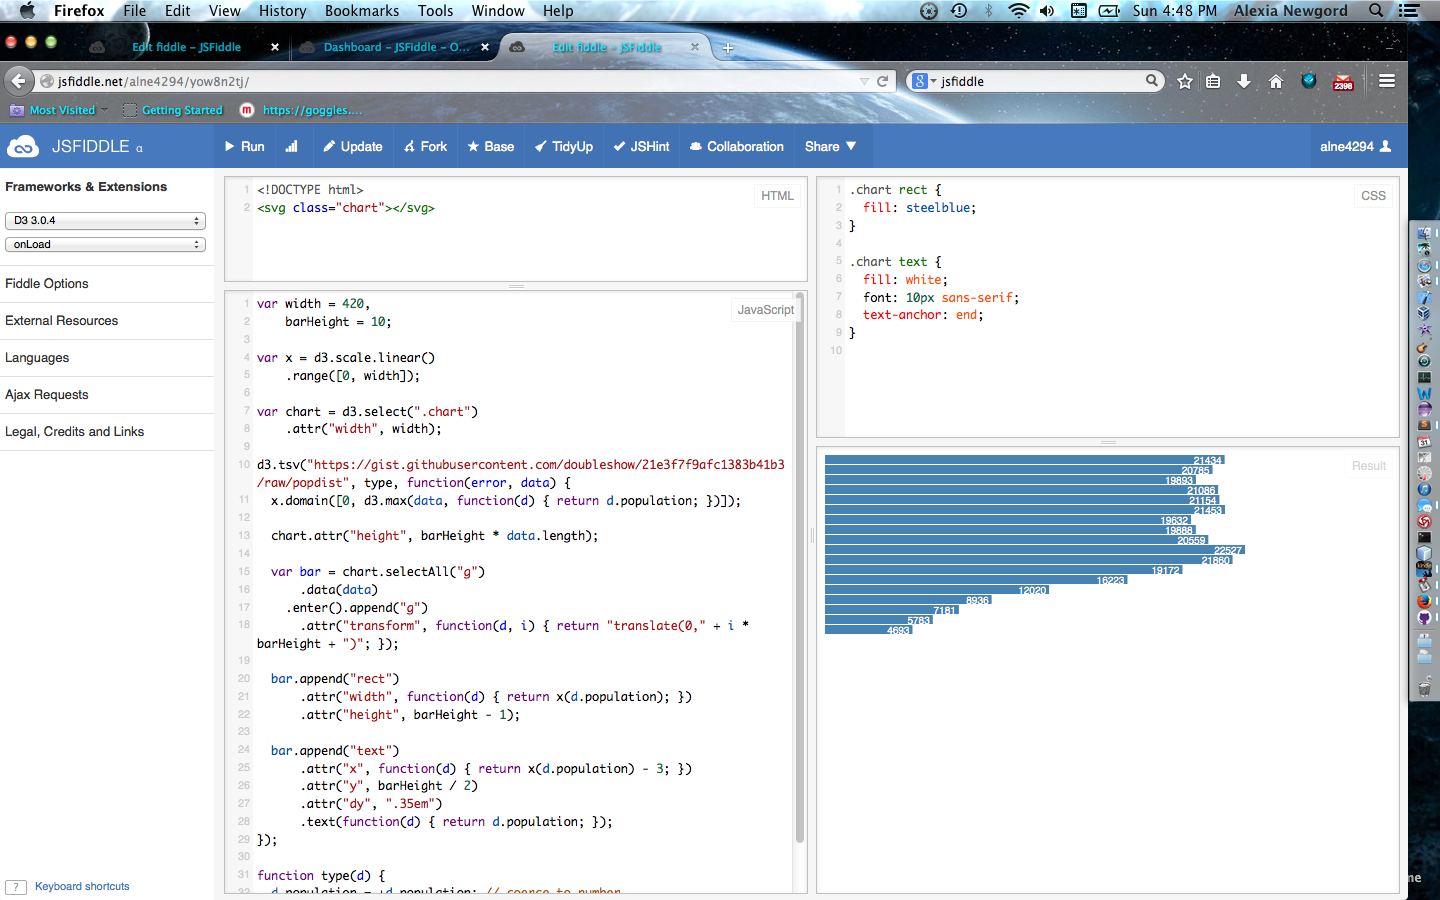 Firefox File Edit View History Bookmarks Tools Window Help Sun 4:48 PM Alexia Newgord
Edit fiddle – JSFiddle Dashboard – JSFiddle – O... Edit fiddle – JSFiddle
jsfiddle.net/alne4294/yow8n2tj/ jsfiddle 2398
Most Visited Getting Started https://goggles....
JSFIDDLE α Run Update Fork Base TidyUp JSHint Collaboration Share alne4294
Frameworks & Extensions
D3 3.0.4
onLoad
Fiddle Options
External Resources
Languages
Ajax Requests
Legal, Credits and Links
? Keyboard shortcuts
HTML
1 <!DOCTYPE html>
2 <svg class="chart"></svg>
JavaScript
1 var width = 420,
2 barHeight = 10;
3
4 var x = d3.scale.linear()
5 .range([0, width]);
6
7 var chart = d3.select(".chart")
8 .attr("width", width);
9
10 d3.tsv("https://gist.githubusercontent.com/doubleshow/21e3f7f9afc1383b41b3
/raw/popdist", type, function(error, data) {
11 x.domain([0, d3.max(data, function(d) { return d.population; })]);
12
13 chart.attr("height", barHeight * data.length);
14
15 var bar = chart.selectAll("g")
16 .data(data)
17 .enter().append("g")
18 .attr("transform", function(d, i) { return "translate(0," + i *
barHeight + ")"; });
19
20 bar.append("rect")
21 .attr("width", function(d) { return x(d.population); })
22 .attr("height", barHeight - 1);
23
24 bar.append("text")
25 .attr("x", function(d) { return x(d.population) - 3; })
26 .attr("y", barHeight / 2)
27 .attr("dy", ".35em")
28 .text(function(d) { return d.population; });
29 });
30
31 function type(d) {
32 d.population = +d.population; // coerce to number
CSS
1 .chart rect {
2 fill: steelblue;
3 }
4
5 .chart text {
6 fill: white;
7 font: 10px sans-serif;
8 text-anchor: end;
9 }
10
Result
21434
20785
19893
21086
21154
21453
19632
19888
20559
22527
21860
19172
16223
12020
8936
7181
5783
4693